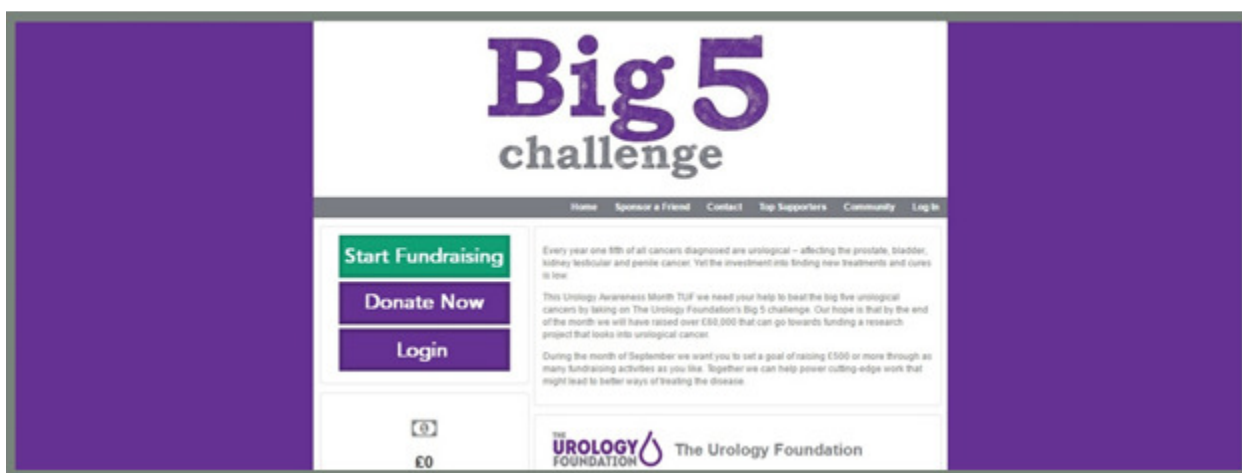 Big 5
challenge
Home Sponsor a Friend Contact Top Supporters Community Log In
Start Fundraising
Donate Now
Login
Every year one fifth of all cancers diagnosed are urological – affecting the prostate, bladder,
kidney testicular and penile cancer. Yet the investment into finding new treatments and cures
is low.
This Urology Awareness Month TUF we need your help to beat the big five urological
cancers by taking on The Urology Foundation's Big 5 challenge. Our hope is that by the end
of the month we will have raised over £60,000 that can go towards funding a research
project that looks into urological cancer.
During the month of September we want you to set a goal of raising £500 or more through as
many fundraising activities as you like. Together we can help power cutting-edge work that
might lead to better ways of treating the disease.
£0
THE
UROLOGY
FOUNDATION
The Urology Foundation